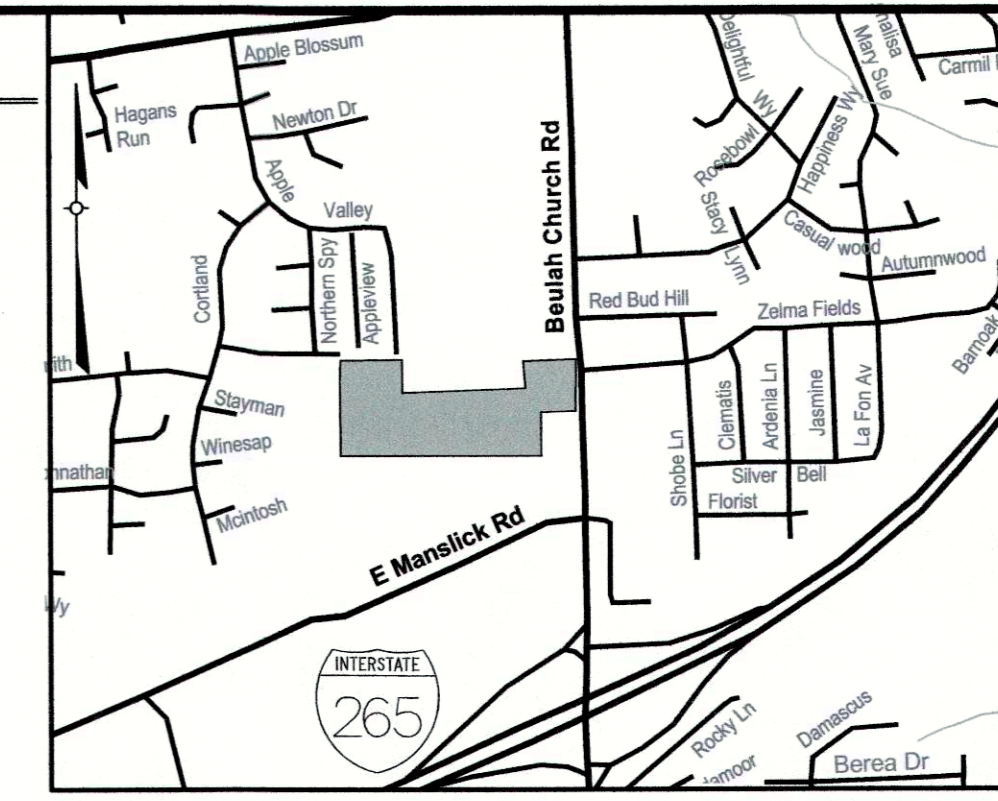 Apple Blossum
Hagans
Run
Newton Dr
Apple
Valley
Cortland
Northern Spy
Appleview
Stayman
Winesap
Mcintosh
E Manslick Rd
INTERSTATE
265
Beulah Church Rd
Delightful
Wy
Rosebowl
Happiness Wy
Mary Sue
Carmil
Stacy
Lynn
Casual wood
Autumnwood
Red Bud Hill
Zelma Fields
Barnoak
Shobe Ln
Clematis
Ardenia Ln
Jasmine
La Fon Av
Silver Bell
Florist
Rocky Ln
Damascus
Berea Dr